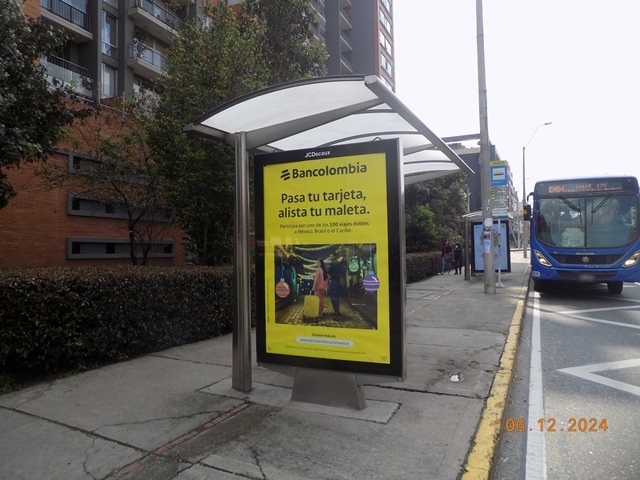 JCDecaux
Bancolombia
Pasa tu tarjeta,
alista tu maleta.
Participa por uno de los 100 viajes dobles
a México, Brasil o el Caribe.
06.12.2024